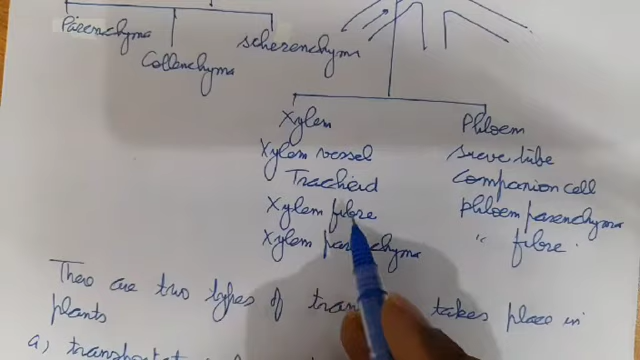 Parenchyma
Collenchyma
Scherenchyma
Xylem
Xylem vessel
Tracheid
Xylem fibre
Xylem parenchyma
Phloem
Sieve tube
Companion cell
Phloem parenchyma
" fibre.
There are two types of takes place in
plants
a)